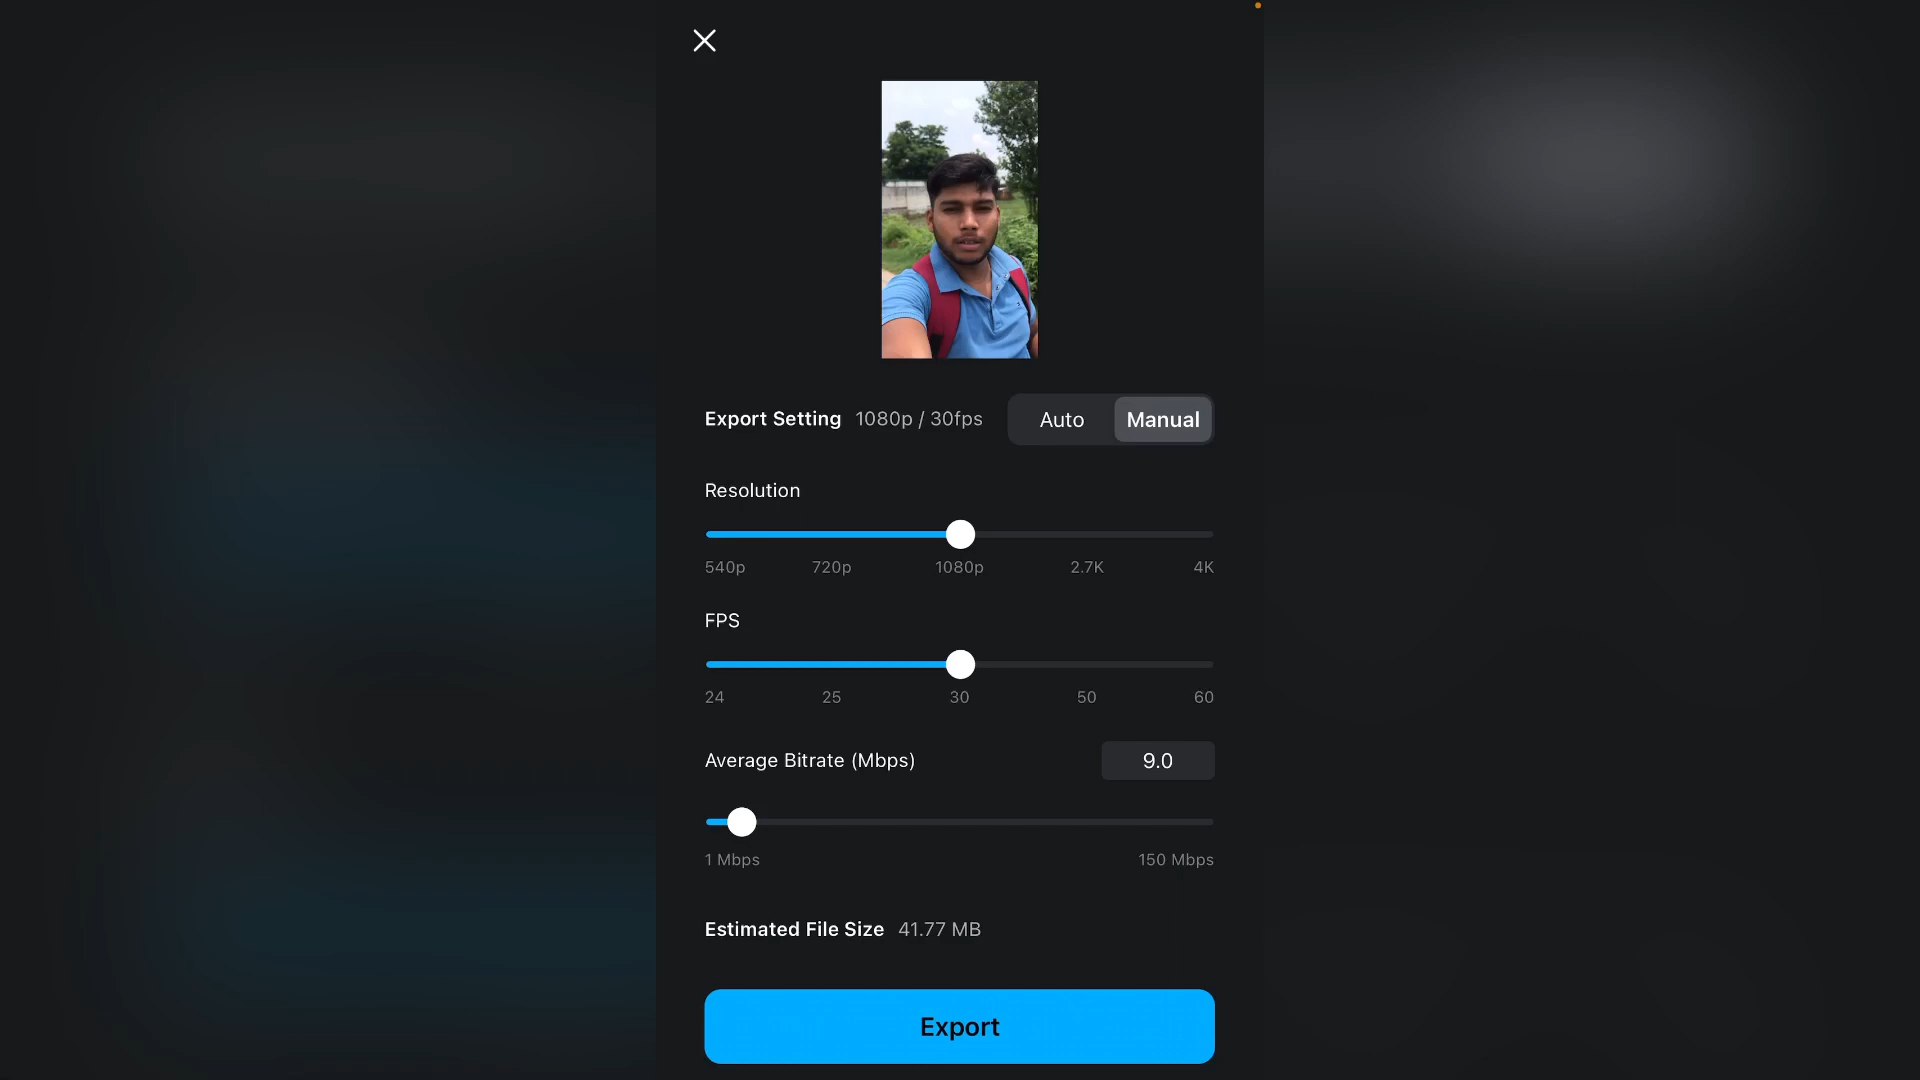 Export Setting 1080p / 30fps Auto Manual
Resolution
540p 720p 1080p 2.7K 4K
FPS
24 25 30 50 60
Average Bitrate (Mbps) 9.0
1 Mbps 150 Mbps
Estimated File Size 41.77 MB
Export